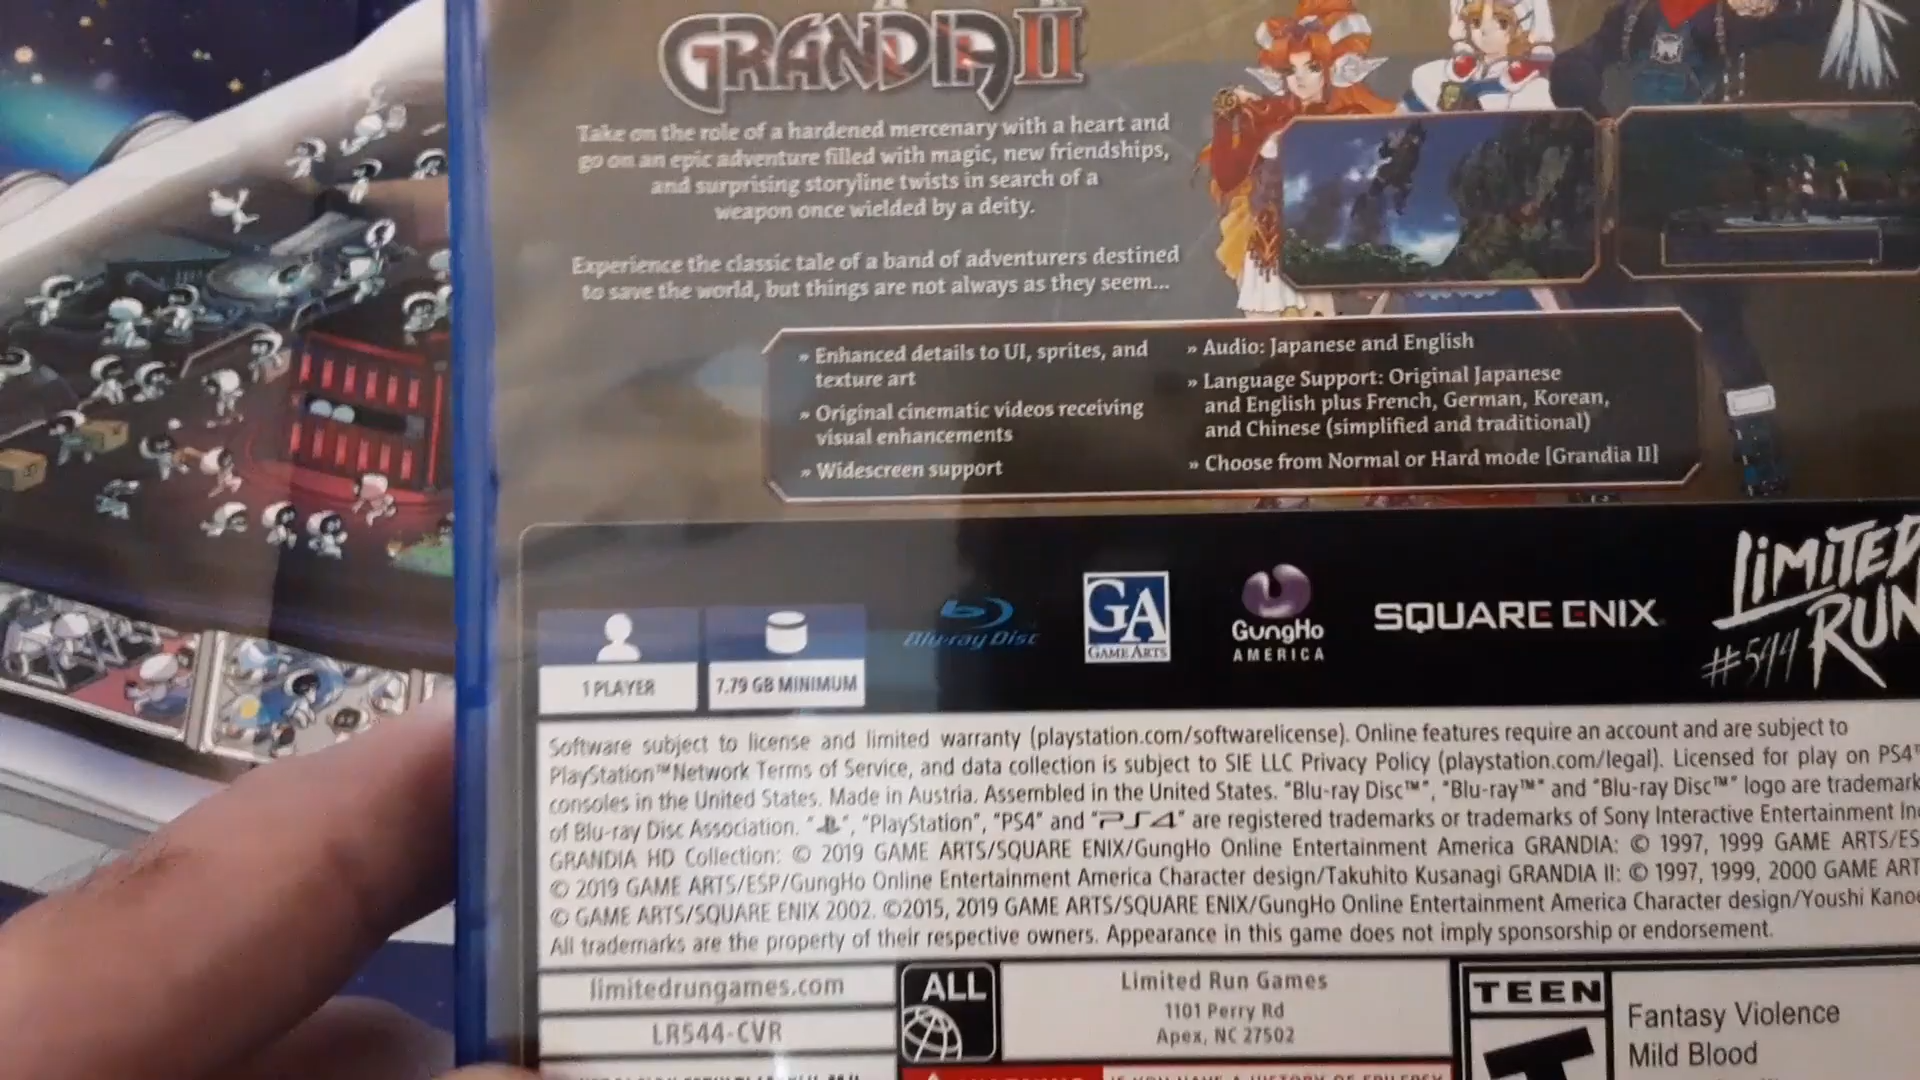 GRANDIA II
Take on the role of a hardened mercenary with a heart and
go on an epic adventure filled with magic, new friendships,
and surprising storyline twists in search of a
weapon once wielded by a deity.
Experience the classic tale of a band of adventurers destined
to save the world, but things are not always as they seem...
» Enhanced details to UI, sprites, and
texture art
» Original cinematic videos receiving
visual enhancements
» Widescreen support
» Audio: Japanese and English
» Language Support: Original Japanese
and English plus French, German, Korean,
and Chinese (simplified and traditional)
» Choose from Normal or Hard mode [Grandia II]
1 PLAYER
7.79 GB MINIMUM
Blu-ray Disc
GA
GAME ARTS
GungHo
AMERICA
SQUARE ENIX
LIMITED
RUN
#544
Software subject to license and limited warranty (playstation.com/softwarelicense). Online features require an account and are subject to
PlayStation™Network Terms of Service, and data collection is subject to SIE LLC Privacy Policy (playstation.com/legal). Licensed for play on PS4™
consoles in the United States. Made in Austria. Assembled in the United States. "Blu-ray Disc™", "Blu-ray™" and "Blu-ray Disc™" logo are trademark
of Blu-ray Disc Association. "PlayStation", "PS4" and "PS4" are registered trademarks or trademarks of Sony Interactive Entertainment Inc
GRANDIA HD Collection: © 2019 GAME ARTS/SQUARE ENIX/GungHo Online Entertainment America GRANDIA: © 1997, 1999 GAME ARTS/ES
© 2019 GAME ARTS/ESP/GungHo Online Entertainment America Character design/Takuhito Kusanagi GRANDIA II: © 1997, 1999, 2000 GAME ART
© GAME ARTS/SQUARE ENIX 2002. ©2015, 2019 GAME ARTS/SQUARE ENIX/GungHo Online Entertainment America Character design/Youshi Kanoe
All trademarks are the property of their respective owners. Appearance in this game does not imply sponsorship or endorsement.
limitedrungames.com
LR544-CVR
ALL
Limited Run Games
1101 Perry Rd
Apex, NC 27502
TEEN
T
Fantasy Violence
Mild Blood